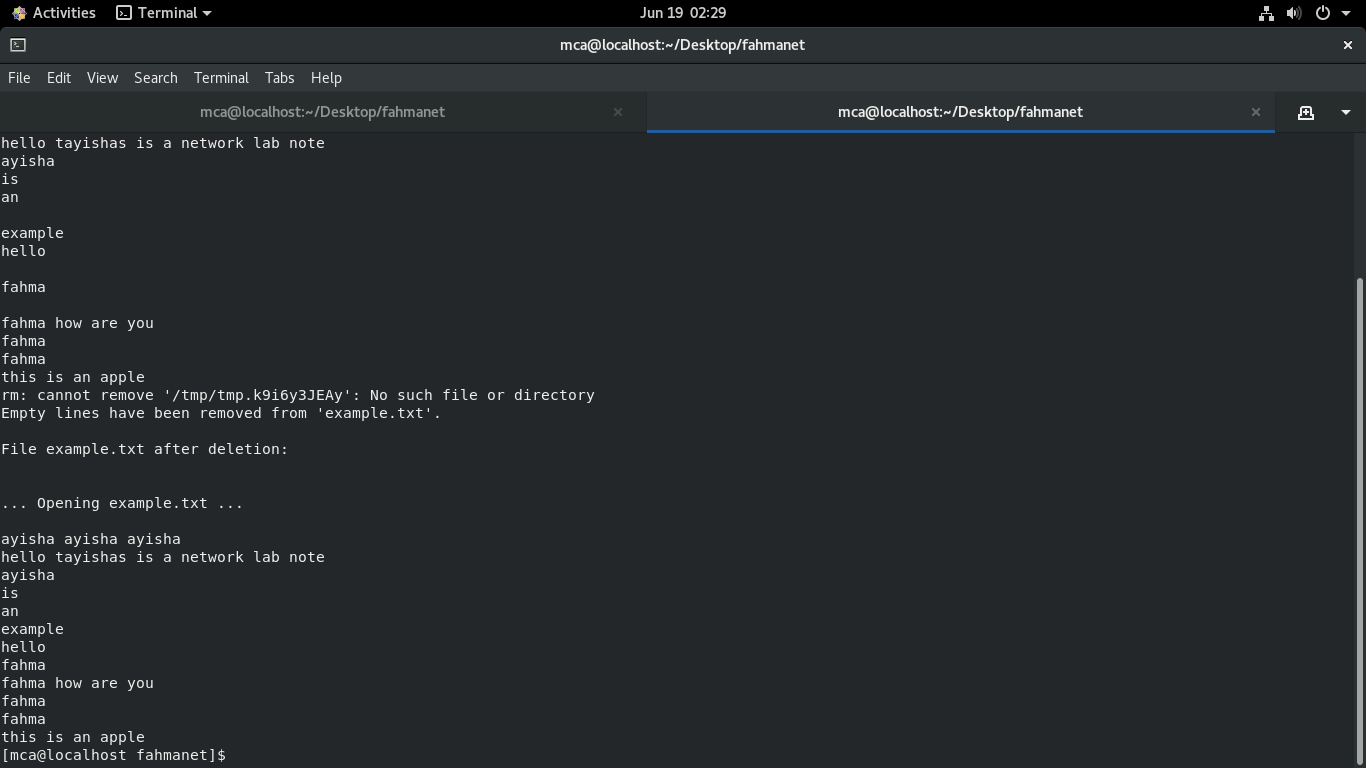 Activities Terminal Jun 19 02:29
mca@localhost:~/Desktop/fahmanet
File Edit View Search Terminal Tabs Help
mca@localhost:~/Desktop/fahmanet mca@localhost:~/Desktop/fahmanet
hello tayishas is a network lab note
ayisha
is
an
example
hello
fahma
fahma how are you
fahma
fahma
this is an apple
rm: cannot remove '/tmp/tmp.k9i6y3JEAy': No such file or directory
Empty lines have been removed from 'example.txt'.
File example.txt after deletion:
... Opening example.txt ...
ayisha ayisha ayisha
hello tayishas is a network lab note
ayisha
is
an
example
hello
fahma
fahma how are you
fahma
fahma
this is an apple
[mca@localhost fahmanet]$